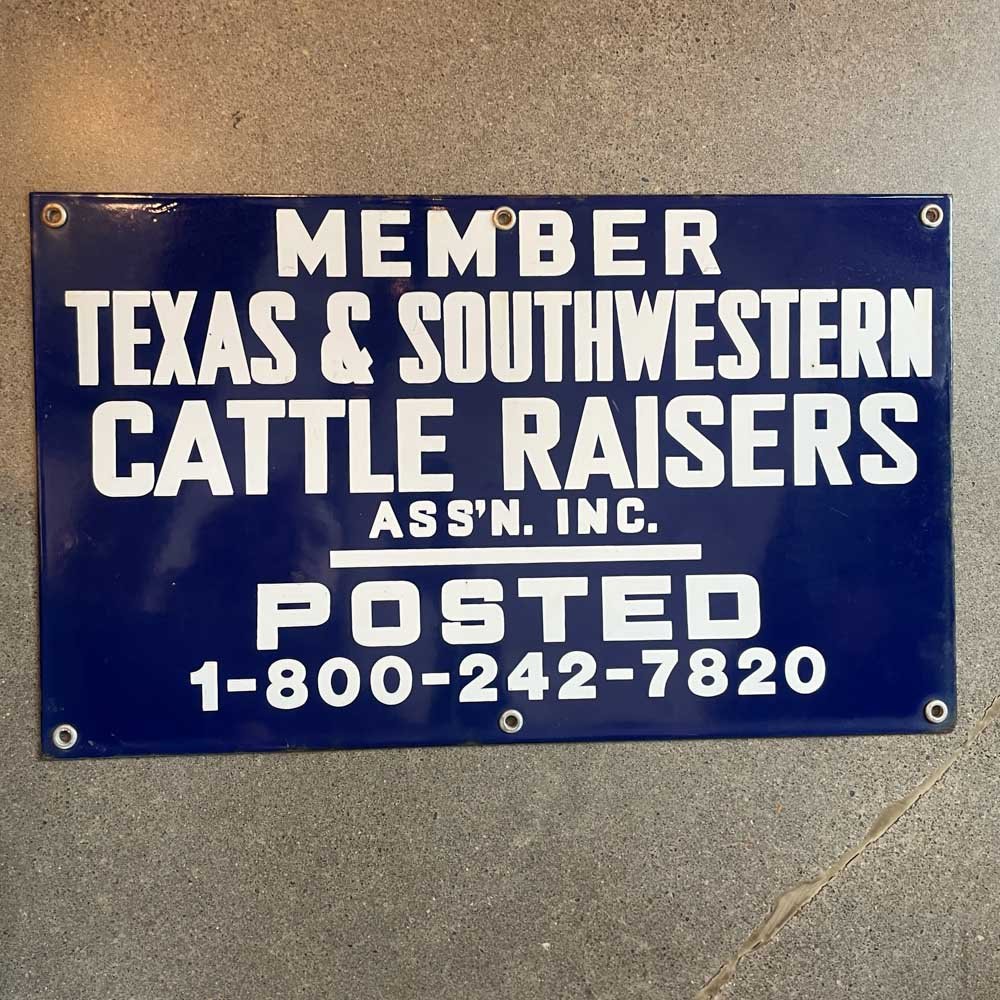 MEMBER
TEXAS & SOUTHWESTERN
CATTLE RAISERS
ASS'N. INC.
POSTED
1-800-242-7820